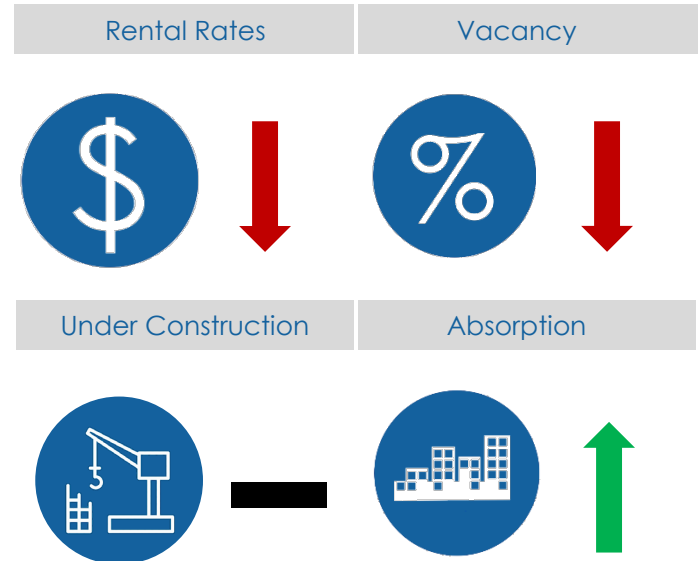 Rental Rates
Vacancy
$
%
Under Construction
Absorption